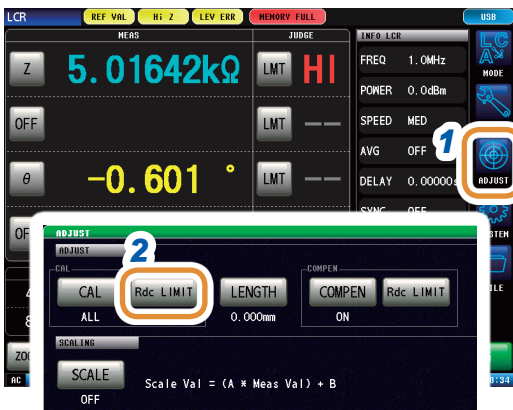 LCR REF VAL Hi Z LEV ERR MEMORY FULL USB
MEAS JUDGE INFO LCR
Z 5.01642kΩ LMT HI
FREQ 1.0MHz
MODE
POWER 0.0dBm
OFF LMT --
SPEED MED
1
AVG OFF
θ -0.601 ° LMT --
DELAY 0.00000s
ADJUST
ADJUST
ADJUST 2
CAL COMPEN
CAL Rdc LIMIT LENGTH COMPEN Rdc LIMIT
ALL 0.000mm ON
SCALING
SCALE Scale Val = (A * Meas Val) + B
OFF
AC